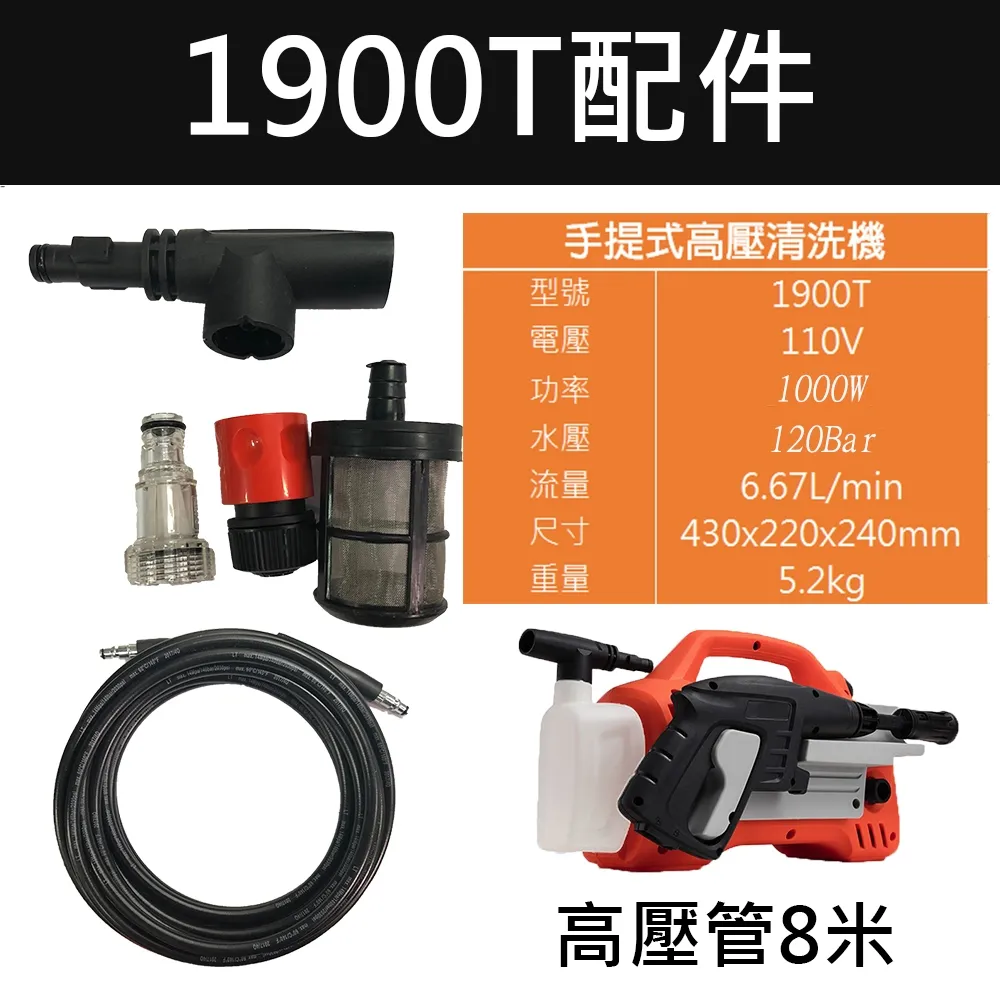 1900T配件
手提式高壓清洗機
型號 1900T
電壓 110V
功率 1000W
水壓 120Bar
流量 6.67L/min
尺寸 430x220x240mm
重量 5.2kg
高壓管8米